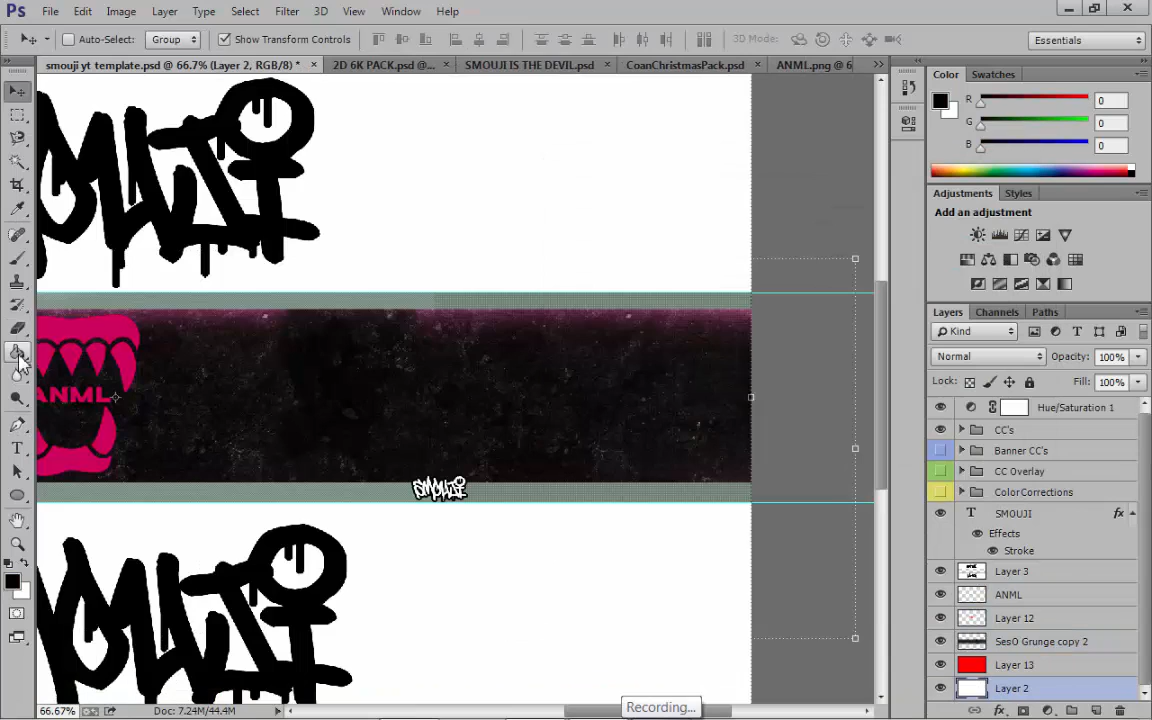 Ps File Edit Image Layer Type Select Filter 3D View Window Help
Auto-Select: Group Show Transform Controls 3D Mode: Essentials
smouji yt template.psd @ 66.7% (Layer 2, RGB/8) * × 2D 6K PACK.psd @... × SMOUJI IS THE DEVIL.psd × CoanChristmasPack.psd × ANML.png @ 6 >>
Color Swatches
R 0
G 0
B 0
Adjustments Styles
Add an adjustment
Layers Channels Paths
Kind
Normal Opacity: 100%
Lock: Fill: 100%
Hue/Saturation 1
CC's
Banner CC's
CC Overlay
ColorCorrections
T SMOUJI fx
Effects
Stroke
Layer 3
ANML
Layer 12
SesO Grunge copy 2
Layer 13
Layer 2
ANML
SMOUJI
66.67% Doc: 7.24M/44.4M
Recording...